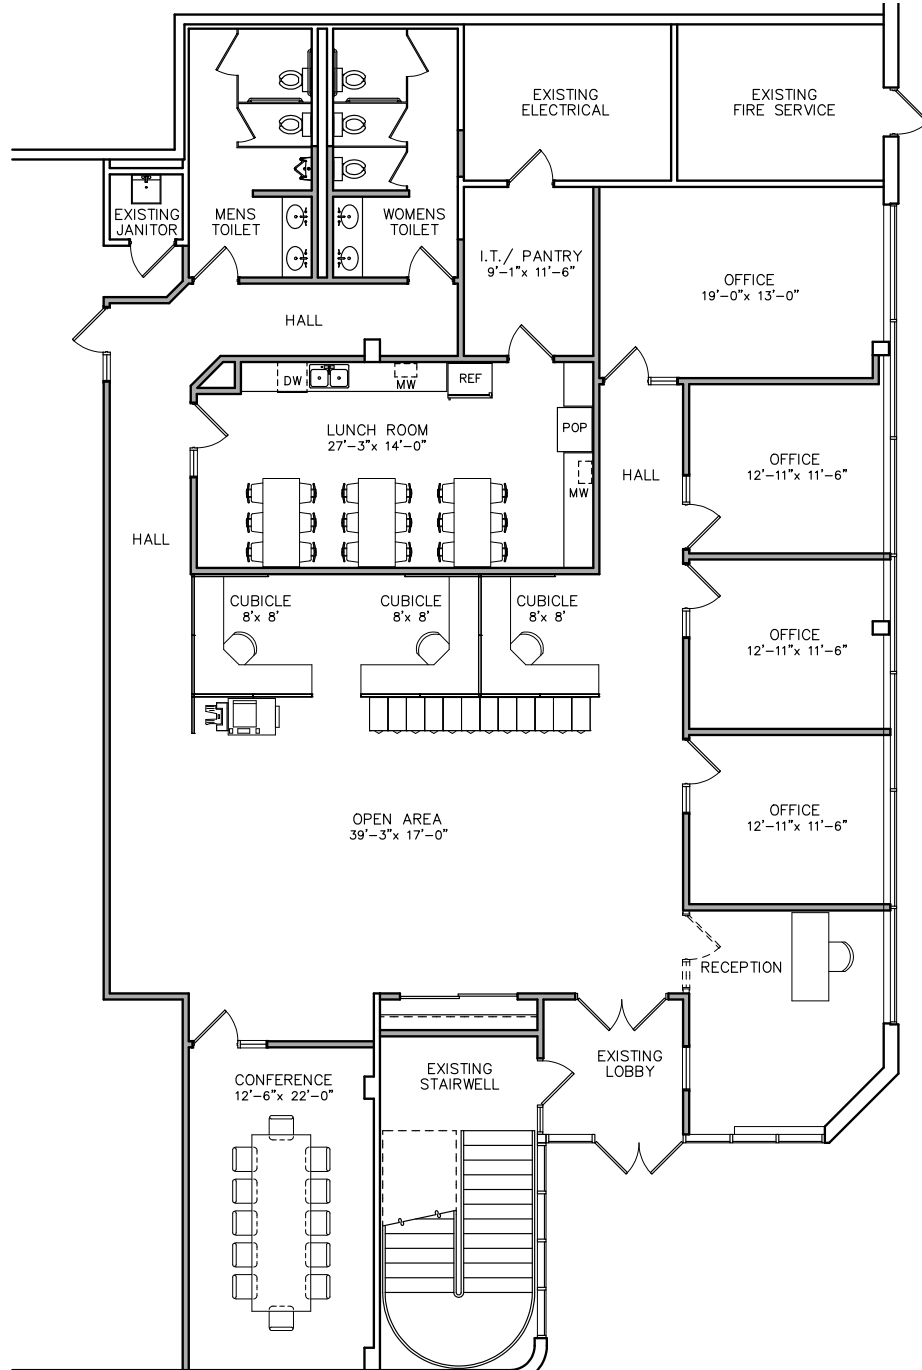 EXISTING
ELECTRICAL
EXISTING
FIRE SERVICE
EXISTING
JANITOR
MENS
TOILET
WOMENS
TOILET
I.T./ PANTRY
9'-1"x 11'-6"
OFFICE
19'-0"x 13'-0"
HALL
DW
MW
REF
LUNCH ROOM
27'-3"x 14'-0"
POP
MW
HALL
OFFICE
12'-11"x 11'-6"
HALL
CUBICLE
8'x 8'
CUBICLE
8'x 8'
CUBICLE
8'x 8'
OFFICE
12'-11"x 11'-6"
OPEN AREA
39'-3"x 17'-0"
OFFICE
12'-11"x 11'-6"
RECEPTION
CONFERENCE
12'-6"x 22'-0"
EXISTING
STAIRWELL
EXISTING
LOBBY